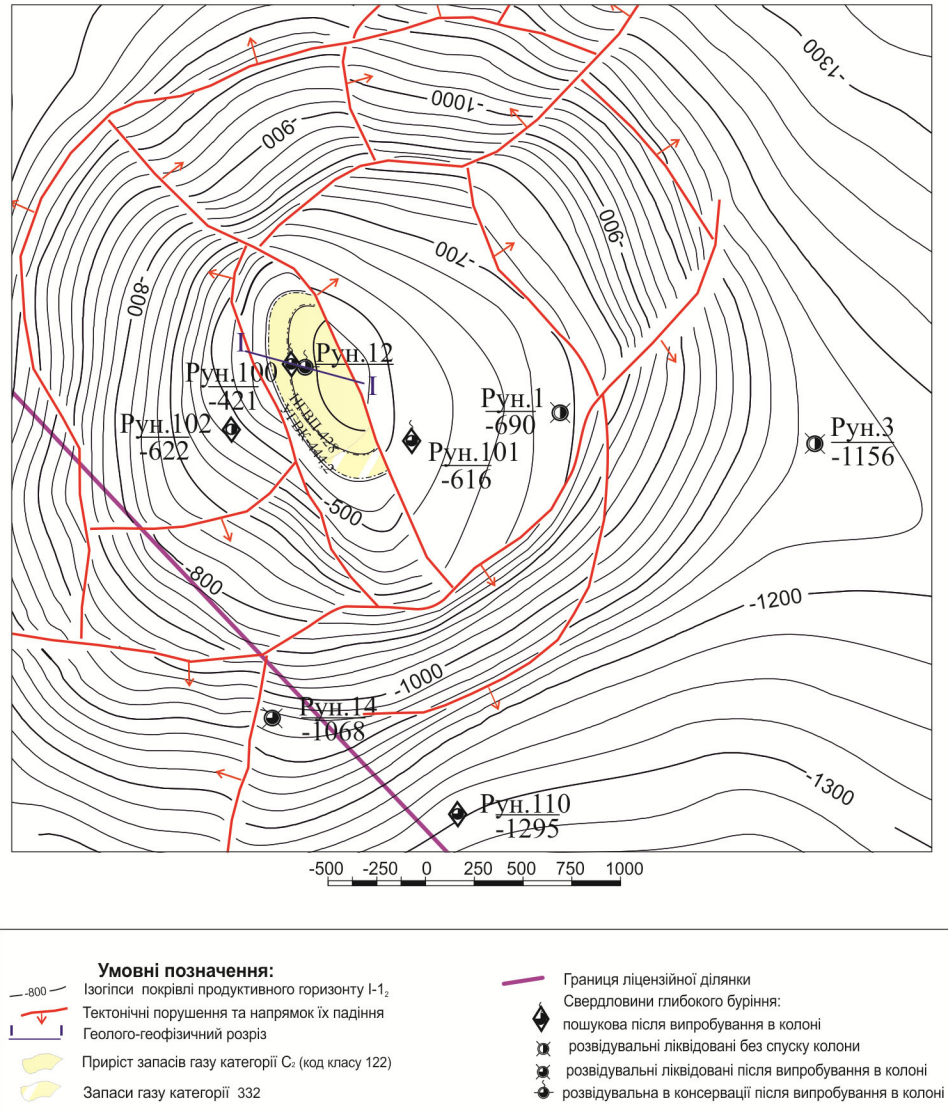 -1300
-1000
-900
-900
-700
-800
I
Рун.12
Рун.100
-421
I
Рун.1
-690
Рун.102
-622
НГВП-428
УГВК-444,2
Рун.101
-616
Рун.3
-1156
-500
-800
-1200
-1000
Рун.14
-1068
-1300
Рун.110
-1295
-500 -250 0 250 500 750 1000
Умовні позначення:
-800 Ізогіпси покрівлі продуктивного горизонту І-1₂
Тектонічні порушення та напрямок їх падіння
Геолого-геофізичний розріз
Приріст запасів газу категорії С₂ (код класу 122)
Запаси газу категорії 332
Границя ліцензійної ділянки
Свердловини глибокого буріння:
пошукова після випробування в колоні
розвідувальні ліквідовані без спуску колони
розвідувальні ліквідовані після випробування в колоні
розвідувальна в консервації після випробування в колоні